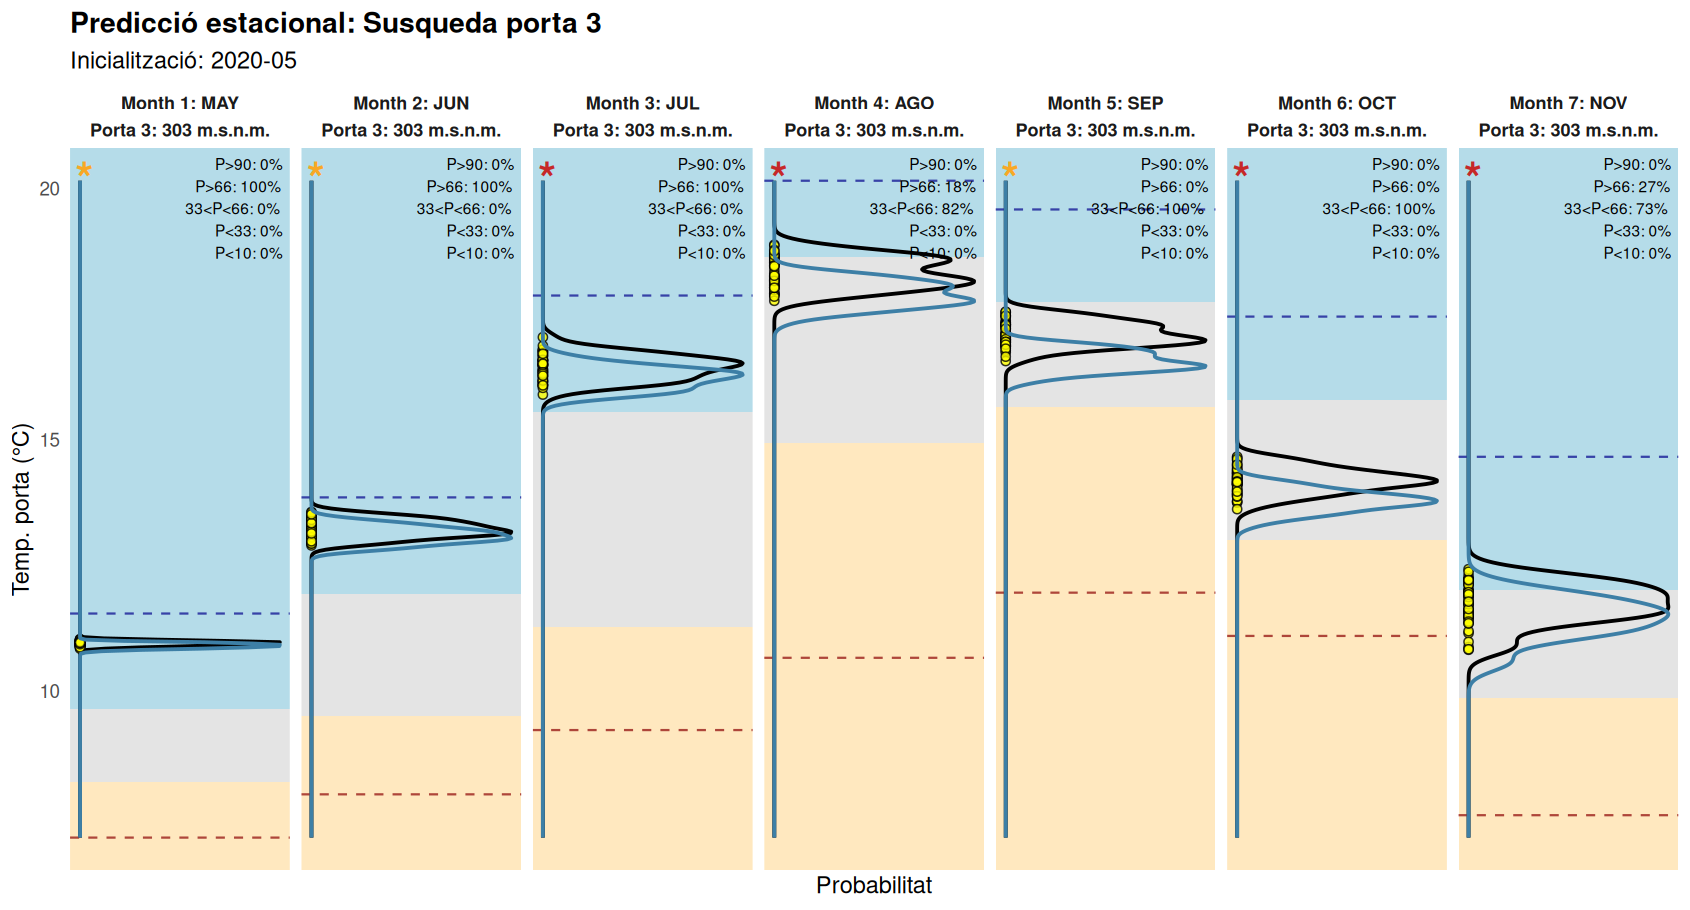 Predicció estacional: Susqueda porta 3
Inicialització: 2020-05
Month 1: MAY
Porta 3: 303 m.s.n.m.
Month 2: JUN
Porta 3: 303 m.s.n.m.
Month 3: JUL
Porta 3: 303 m.s.n.m.
Month 4: AGO
Porta 3: 303 m.s.n.m.
Month 5: SEP
Porta 3: 303 m.s.n.m.
Month 6: OCT
Porta 3: 303 m.s.n.m.
Month 7: NOV
Porta 3: 303 m.s.n.m.
*
P>90: 0%
P>66: 100%
33<P<66: 0%
P<33: 0%
P<10: 0%
*
P>90: 0%
P>66: 100%
33<P<66: 0%
P<33: 0%
P<10: 0%
*
P>90: 0%
P>66: 100%
33<P<66: 0%
P<33: 0%
P<10: 0%
*
P>90: 0%
P>66: 18%
33<P<66: 82%
P<33: 0%
P<10: 0%
*
P>90: 0%
P>66: 0%
33<P<66: 100%
P<33: 0%
P<10: 0%
*
P>90: 0%
P>66: 0%
33<P<66: 100%
P<33: 0%
P<10: 0%
*
P>90: 0%
P>66: 27%
33<P<66: 73%
P<33: 0%
P<10: 0%
20
15
10
Temp. porta (°C)
Probabilitat